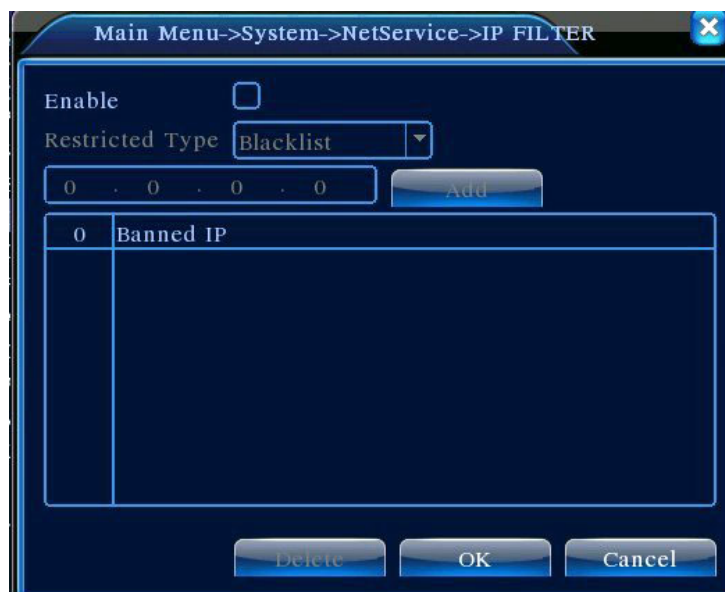 Main Menu->System->NetService->IP FILTER
Enable
Restricted Type Blacklist
0 . 0 . 0 . 0 Add
0 Banned IP
Delete OK Cancel